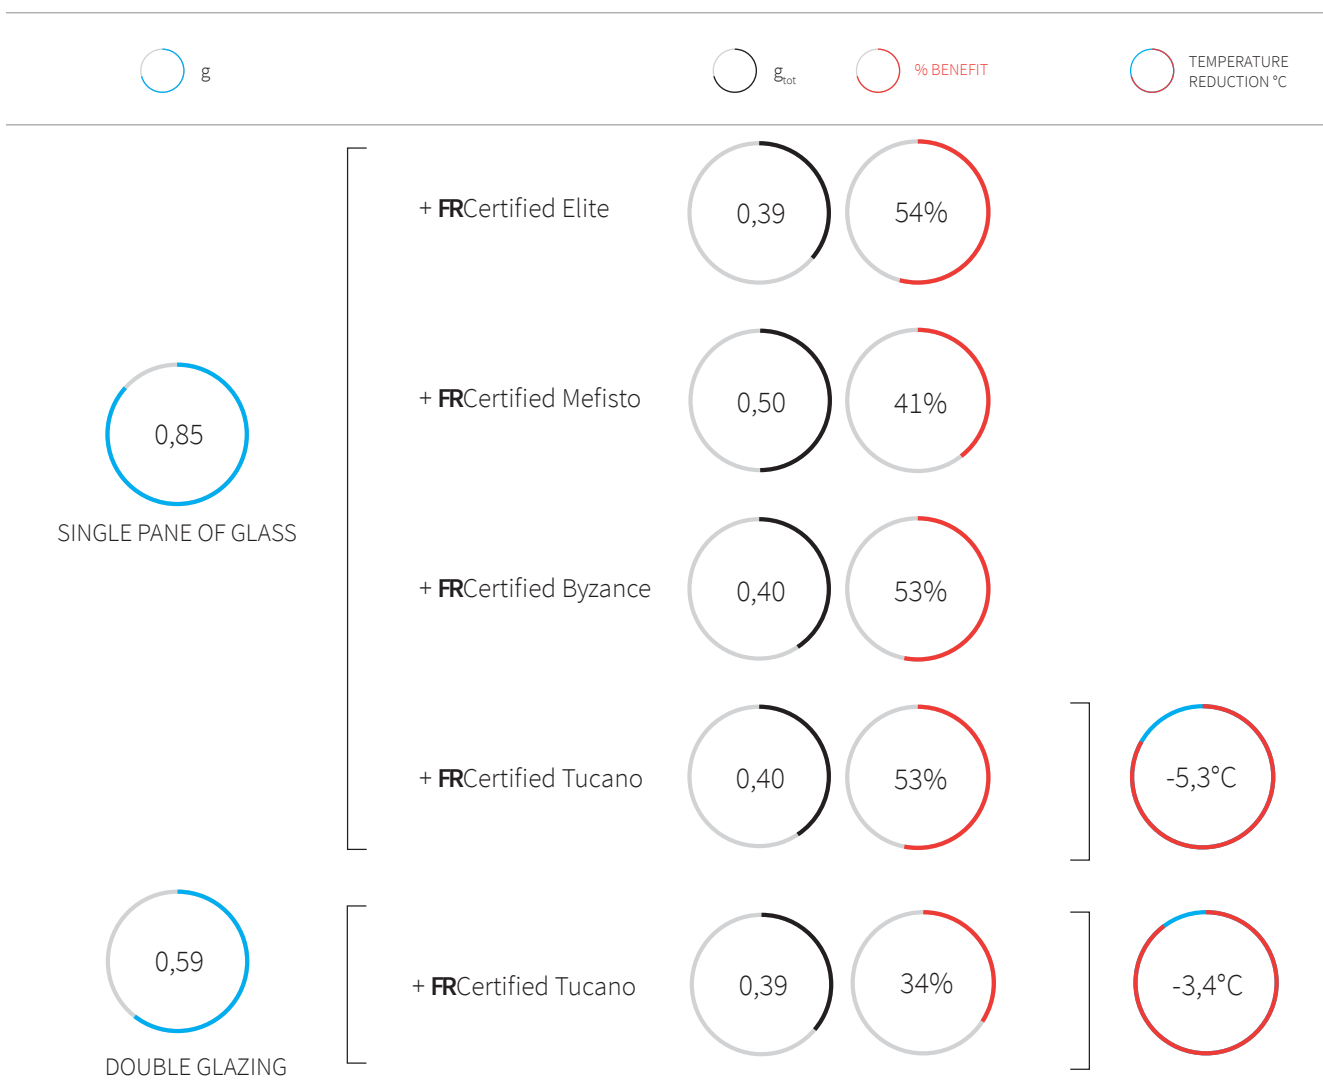 g
g tot
% BENEFIT
TEMPERATURE
REDUCTION °C
+ FRCertified Elite
0,39
54%
+ FRCertified Mefisto
0,50
41%
0,85
SINGLE PANE OF GLASS
+ FRCertified Byzance
0,40
53%
+ FRCertified Tucano
0,40
53%
-5,3°C
0,59
DOUBLE GLAZING
+ FRCertified Tucano
0,39
34%
-3,4°C